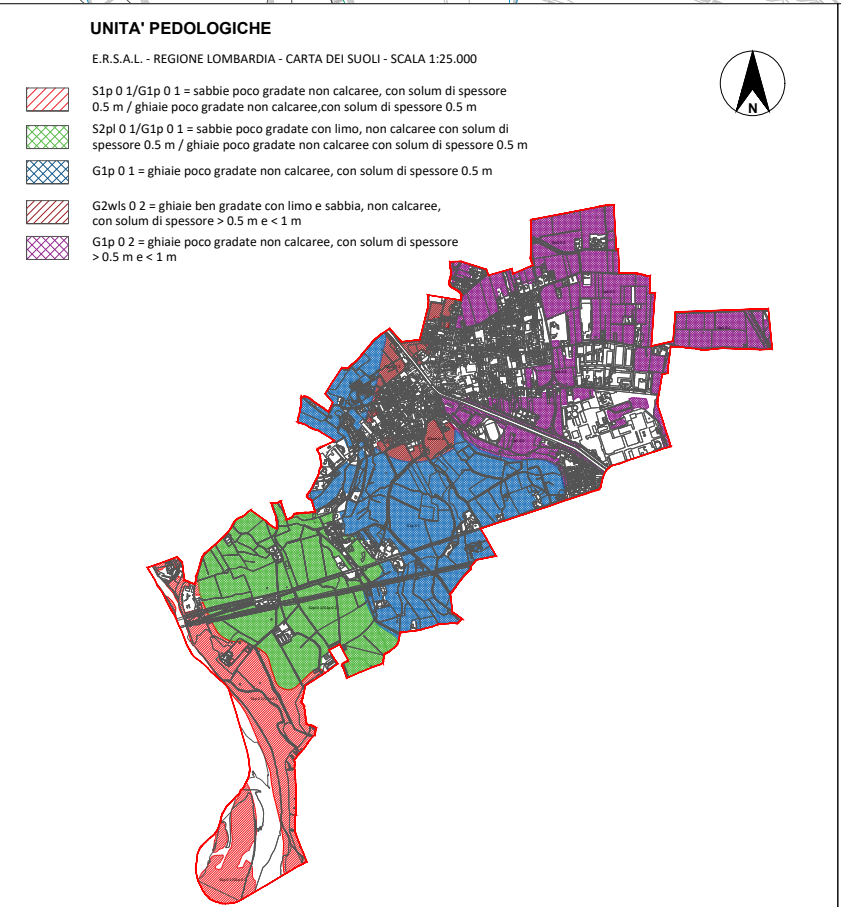 UNITA' PEDOLOGICHE
E.R.S.A.L. - REGIONE LOMBARDIA - CARTA DEI SUOLI - SCALA 1:25.000
S1p 0 1/G1p 0 1 = sabbie poco gradate non calcaree, con solum di spessore
0.5 m / ghiaie poco gradate non calcaree,con solum di spessore 0.5 m
S2pl 0 1/G1p 0 1 = sabbie poco gradate con limo, non calcaree con solum di
spessore 0.5 m / ghiaie poco gradate non calcaree con solum di spessore 0.5 m
G1p 0 1 = ghiaie poco gradate non calcaree, con solum di spessore 0.5 m
G2wls 0 2 = ghiaie ben gradate con limo e sabbia, non calcaree,
con solum di spessore > 0.5 m e < 1 m
G1p 0 2 = ghiaie poco gradate non calcaree, con solum di spessore
> 0.5 m e < 1 m
N